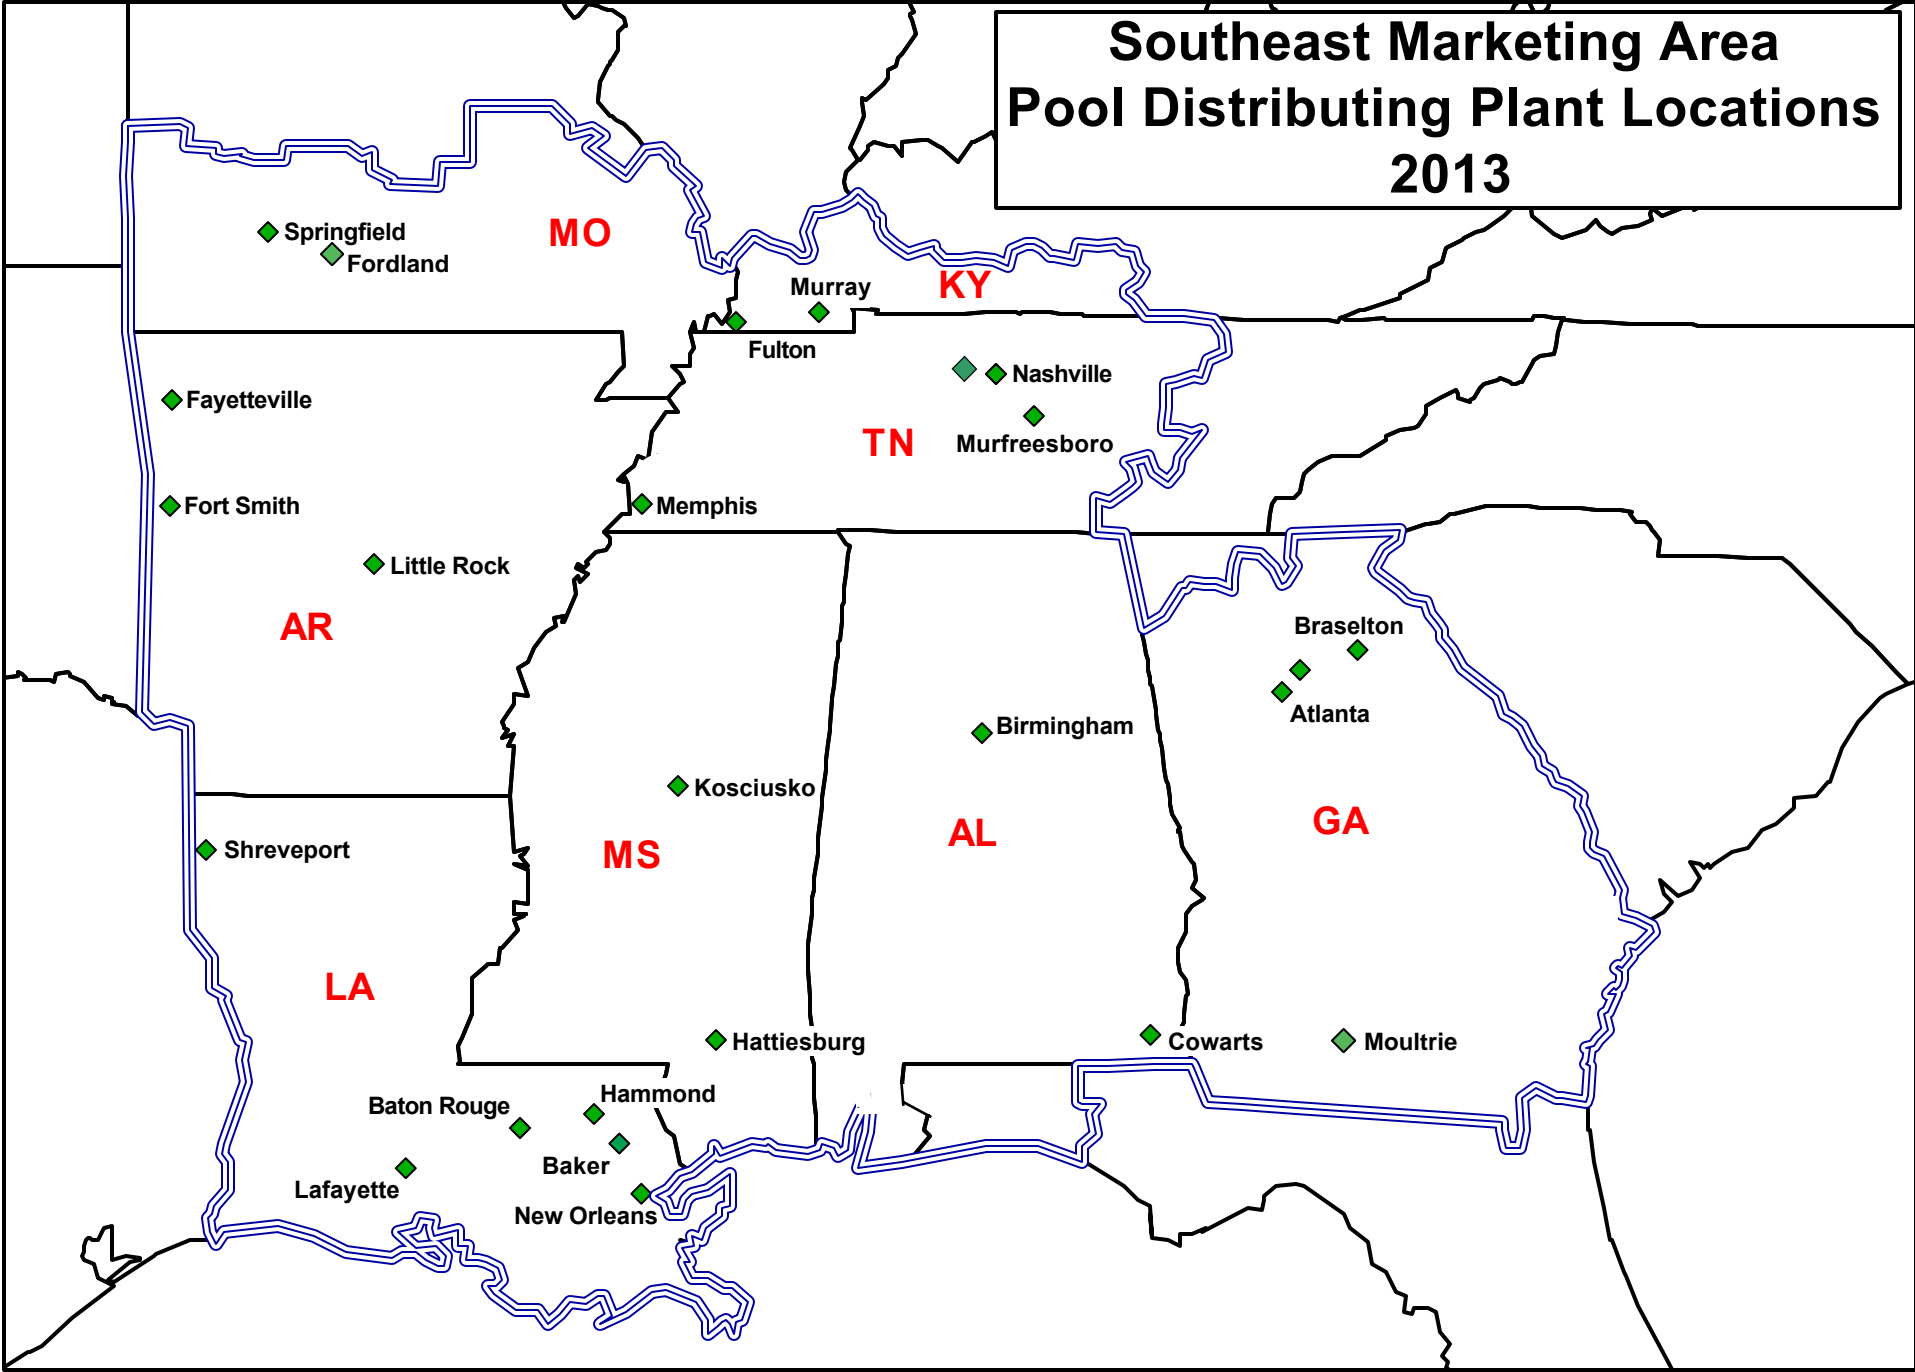 Southeast Marketing Area
Pool Distributing Plant Locations
2013
Springfield
MO
Fordland
KY
Murray
Fulton
Nashville
Fayetteville
TN
Murfreesboro
Fort Smith
Memphis
Little Rock
AR
Braselton
Atlanta
Birmingham
Kosciusko
GA
AL
MS
Shreveport
LA
Hattiesburg
Cowarts
Moultrie
Hammond
Baton Rouge
Baker
Lafayette
New Orleans